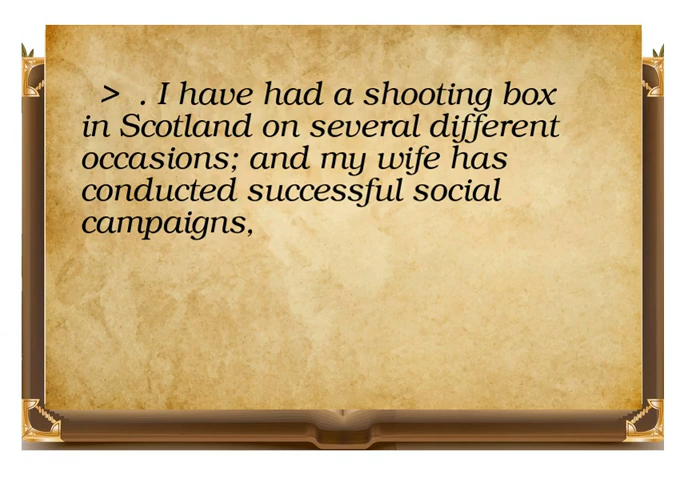 > . I have had a shooting box
in Scotland on several different
occasions; and my wife has
conducted successful social
campaigns,